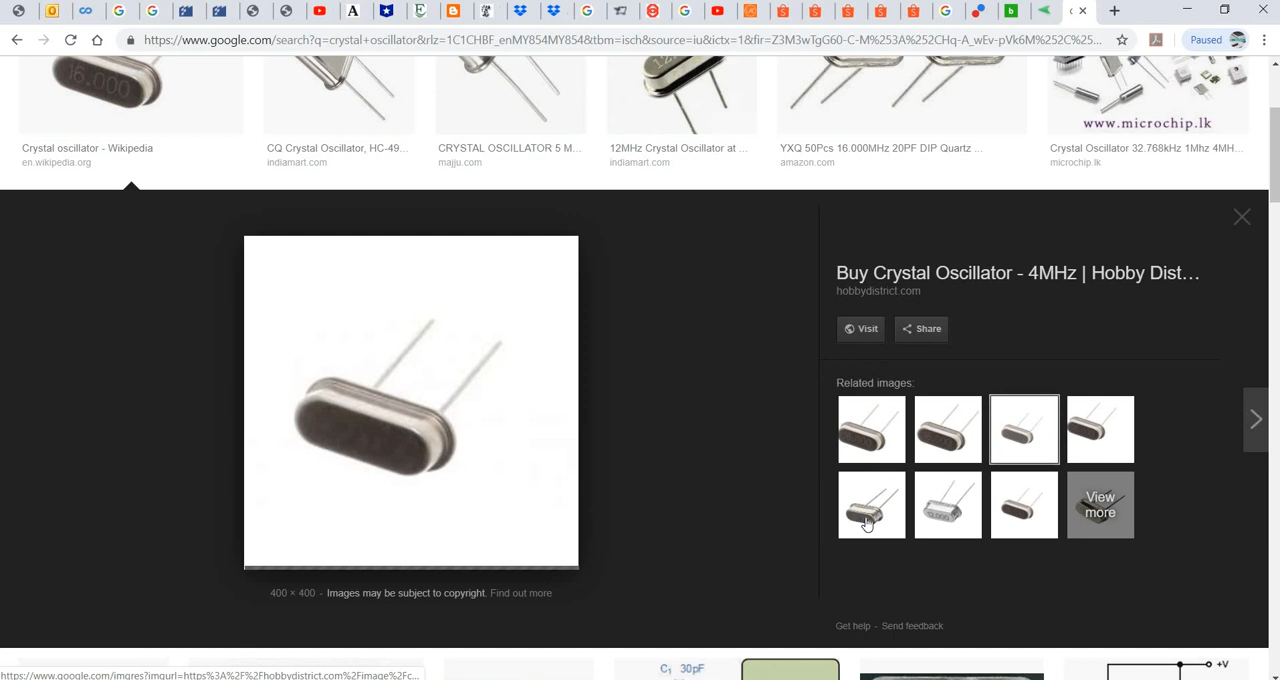 https://www.google.com/search?q=crystal+oscillator&rlz=1C1CHBF_enMY854MY854&tbm=isch&source=iu&ictx=1&fir=Z3M3wTgG60-C-M%253A%252CHq-A_wEv-pVk6M%252C%25...
Paused
16.000
www.microchip.lk
Crystal oscillator - Wikipedia
en.wikipedia.org
CQ Crystal Oscillator, HC-49...
indiamart.com
CRYSTAL OSCILLATOR 5 M...
majju.com
12MHz Crystal Oscillator at ...
indiamart.com
YXQ 50Pcs 16.000MHz 20PF DIP Quartz ...
amazon.com
Crystal Oscillator 32.768kHz 1Mhz 4MH...
microchip.lk
Buy Crystal Oscillator - 4MHz | Hobby Dist...
hobbydistrict.com
Visit
Share
Related images:
View more
400 × 400 - Images may be subject to copyright. Find out more
Get help - Send feedback
C₁ 30pF
+V
https://www.google.com/imgres?imgurl=https%3A%2F%2Fhobbydistrict.com%2Fimage%2Fc...